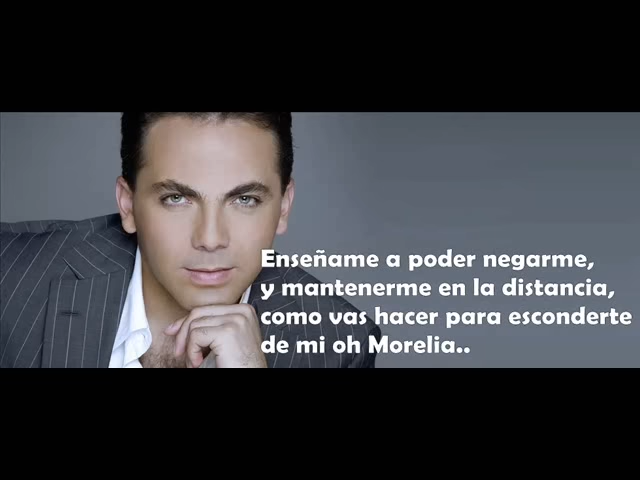 Enseñame a poder negarme,
y mantenerme en la distancia,
como vas hacer para esconderte
de mi oh Morelia..